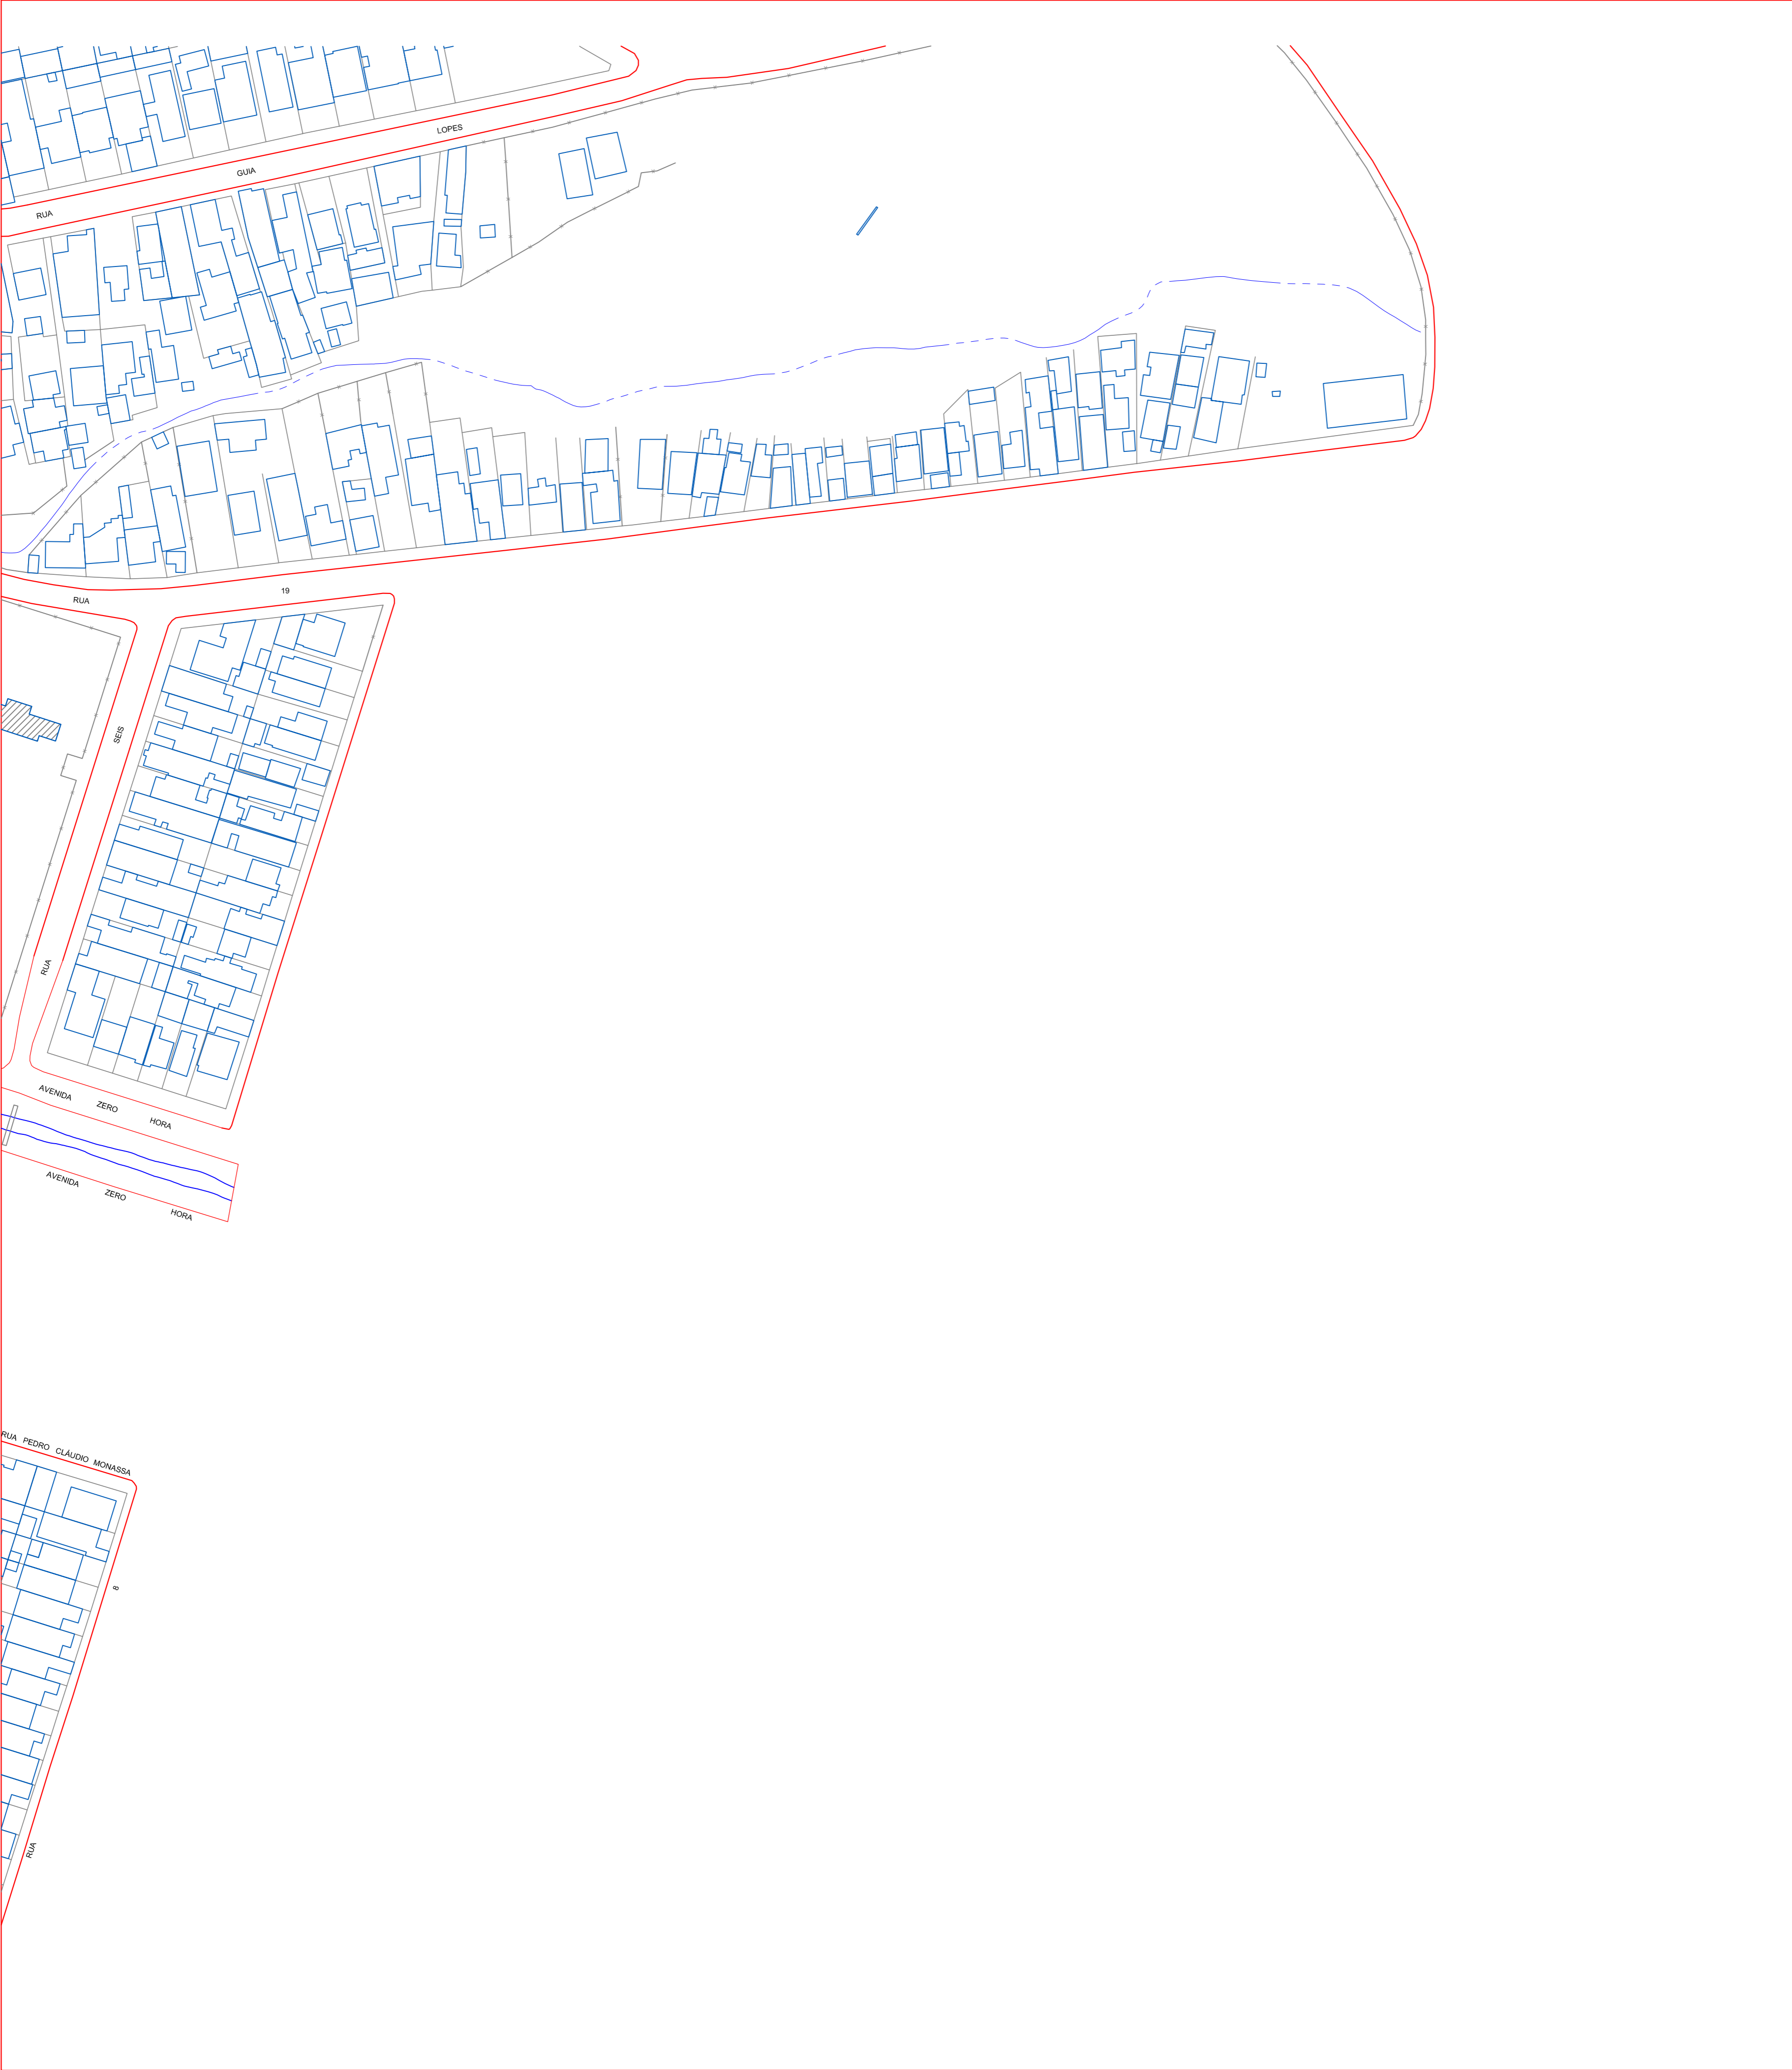 RUA GUIA LOPES
RUA 19
RUA SEIS
AVENIDA ZERO HORA
AVENIDA ZERO HORA
RUA PEDRO CLÁUDIO MONASSA
RUA 8